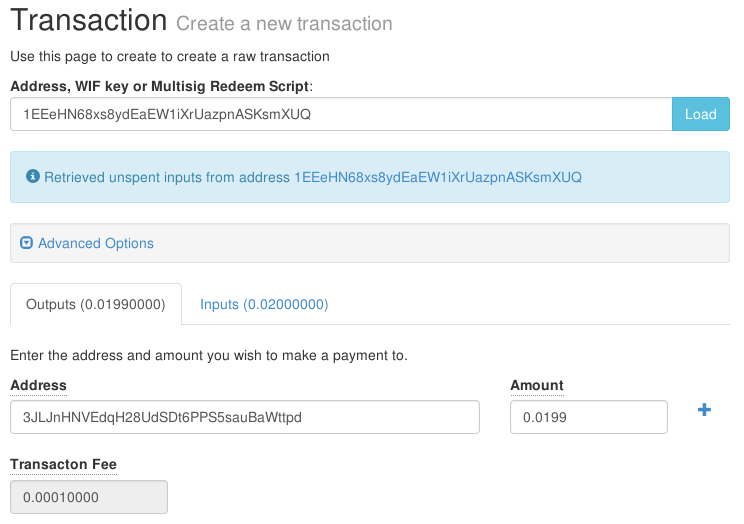 Transaction Create a new transaction
Use this page to create to create a raw transaction
Address, WIF key or Multisig Redeem Script:
1EEeHN68xs8ydEaEW1iXrUazpnASKsmXUQ Load
Retrieved unspent inputs from address 1EEeHN68xs8ydEaEW1iXrUazpnASKsmXUQ
Advanced Options
Outputs (0.01990000) Inputs (0.02000000)
Enter the address and amount you wish to make a payment to.
Address Amount
3JLJnHNVEdqH28UdSDt6PPS5sauBaWttpd 0.0199
Transacton Fee
0.00010000